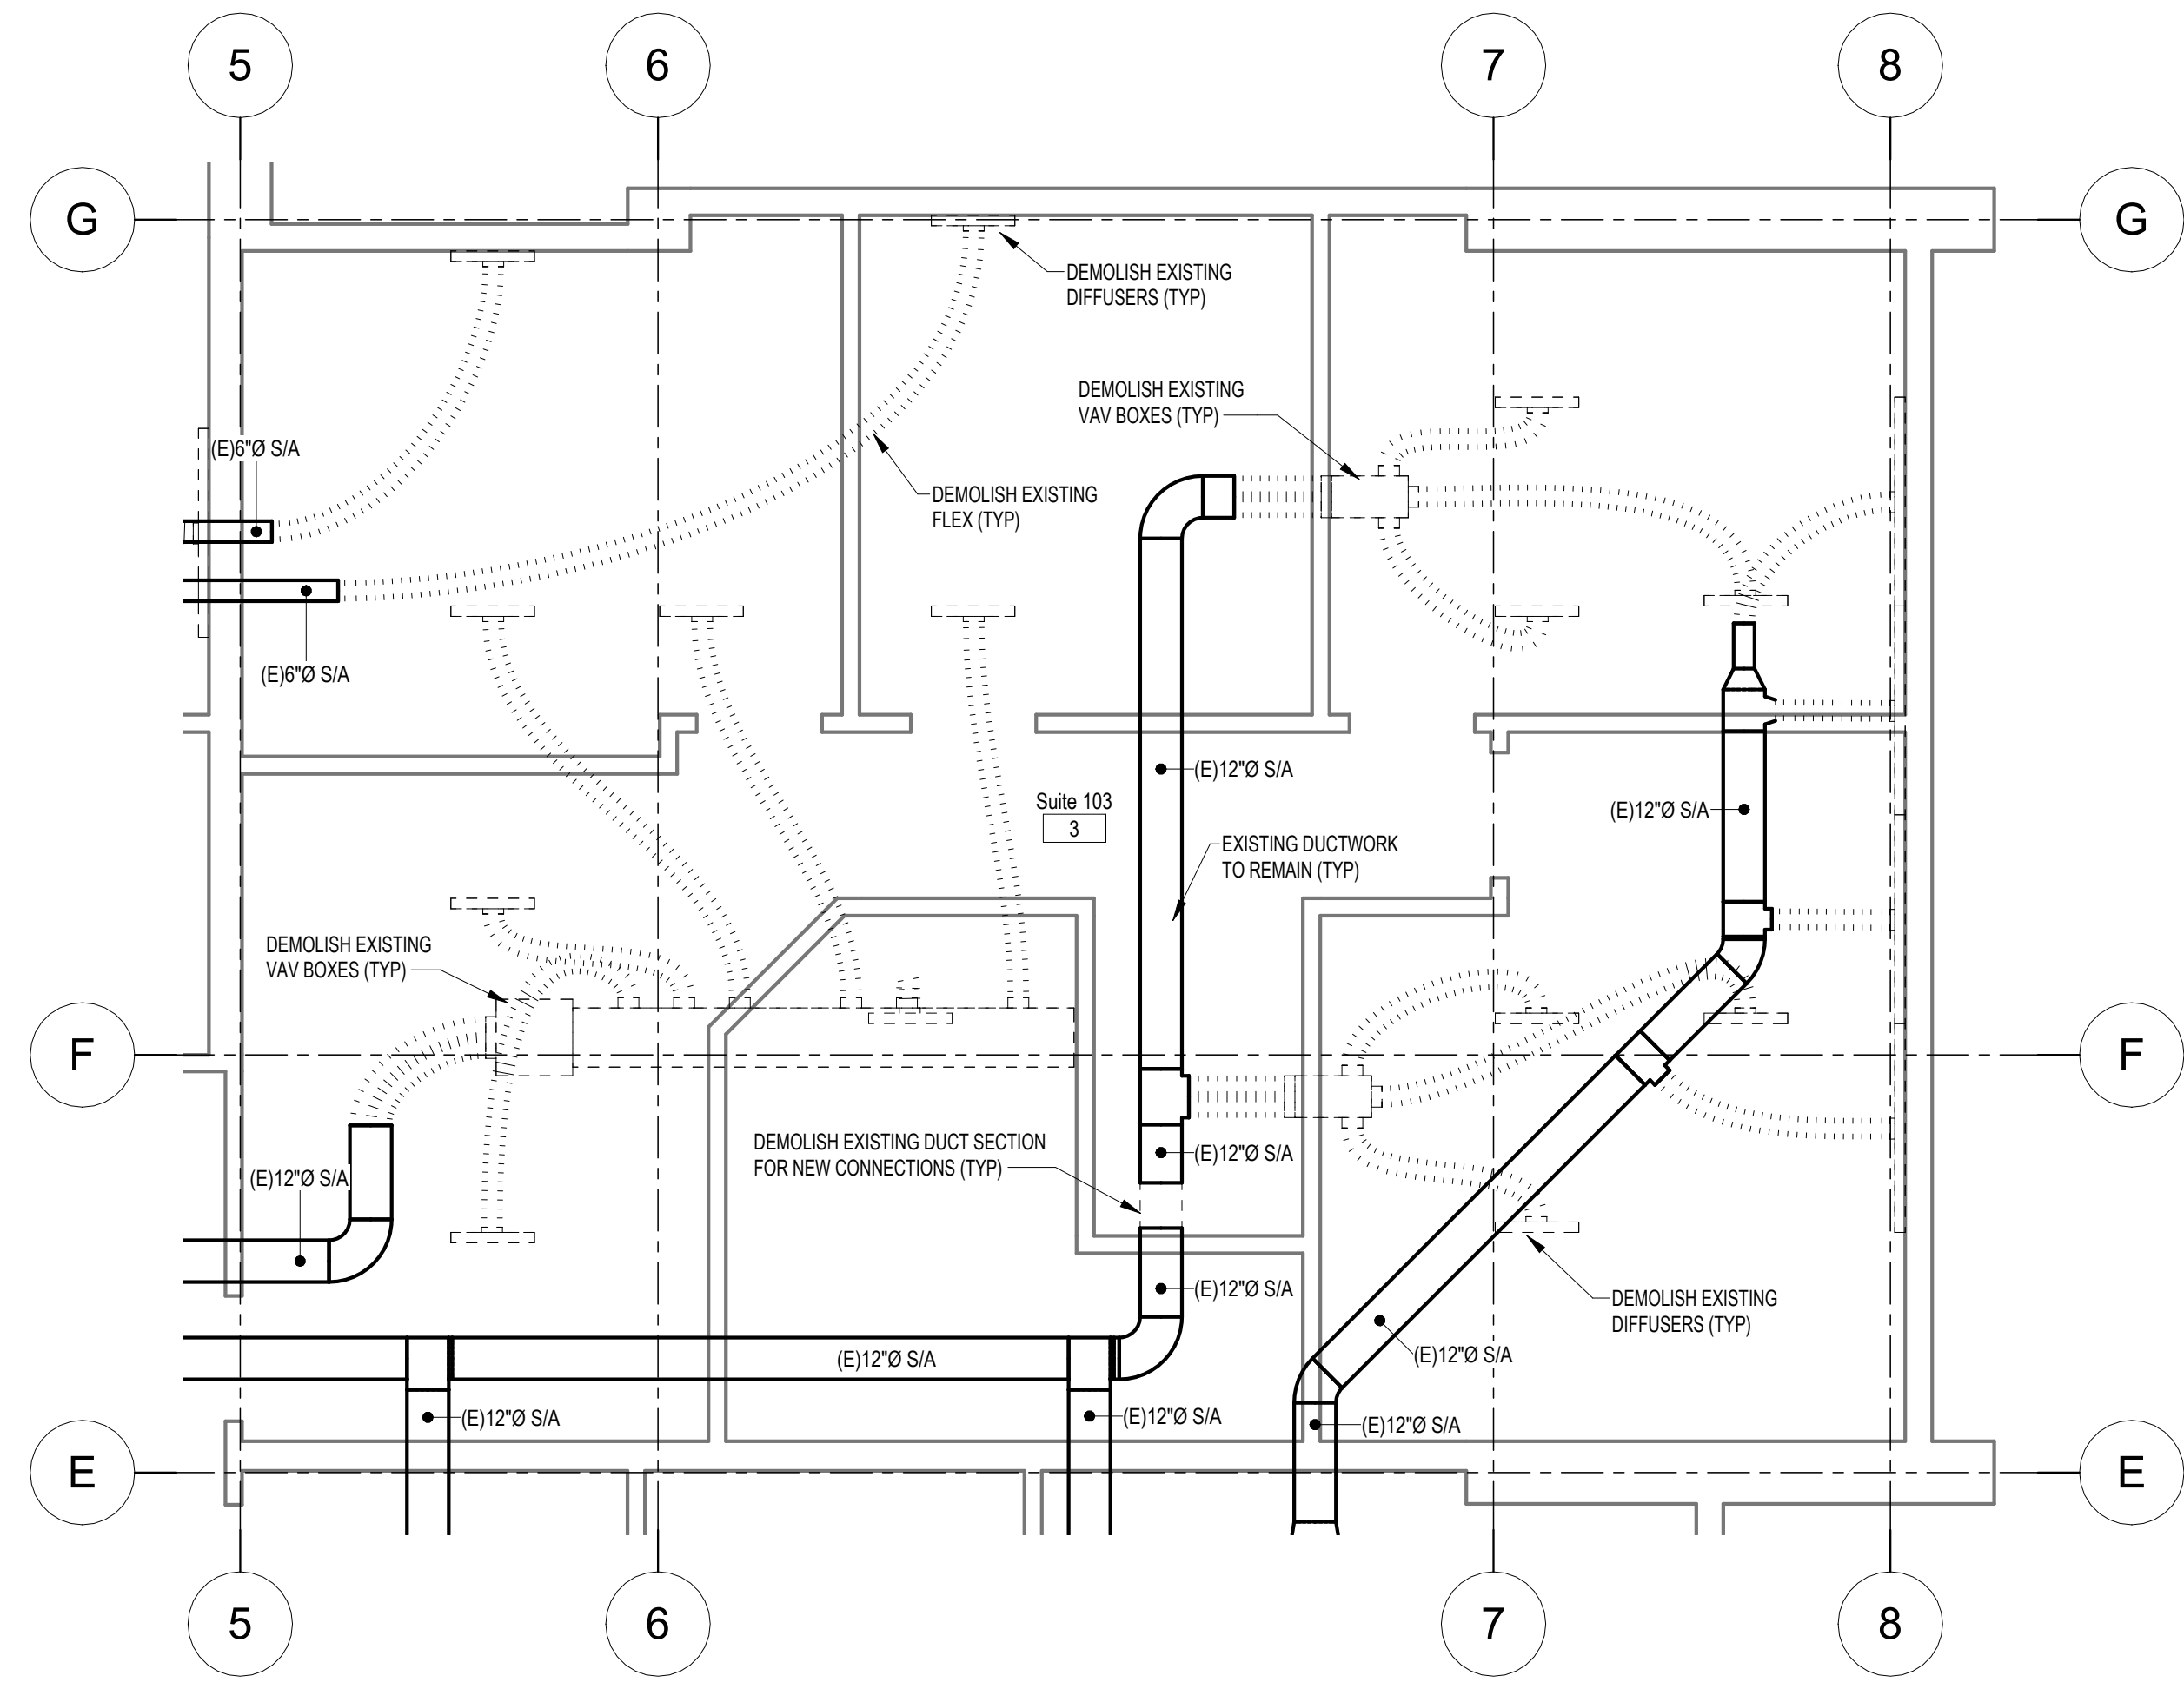 5
6
7
8
G
G
DEMOLISH EXISTING
DIFFUSERS (TYP)
DEMOLISH EXISTING
VAV BOXES (TYP)
(E)6"Ø S/A
DEMOLISH EXISTING
FLEX (TYP)
(E)6"Ø S/A
(E)12"Ø S/A
Suite 103
3
(E)12"Ø S/A
EXISTING DUCTWORK
TO REMAIN (TYP)
DEMOLISH EXISTING
VAV BOXES (TYP)
F
F
DEMOLISH EXISTING DUCT SECTION
FOR NEW CONNECTIONS (TYP)
(E)12"Ø S/A
(E)12"Ø S/A
(E)12"Ø S/A
DEMOLISH EXISTING
DIFFUSERS (TYP)
(E)12"Ø S/A
(E)12"Ø S/A
(E)12"Ø S/A
(E)12"Ø S/A
(E)12"Ø S/A
E
E
5
6
7
8